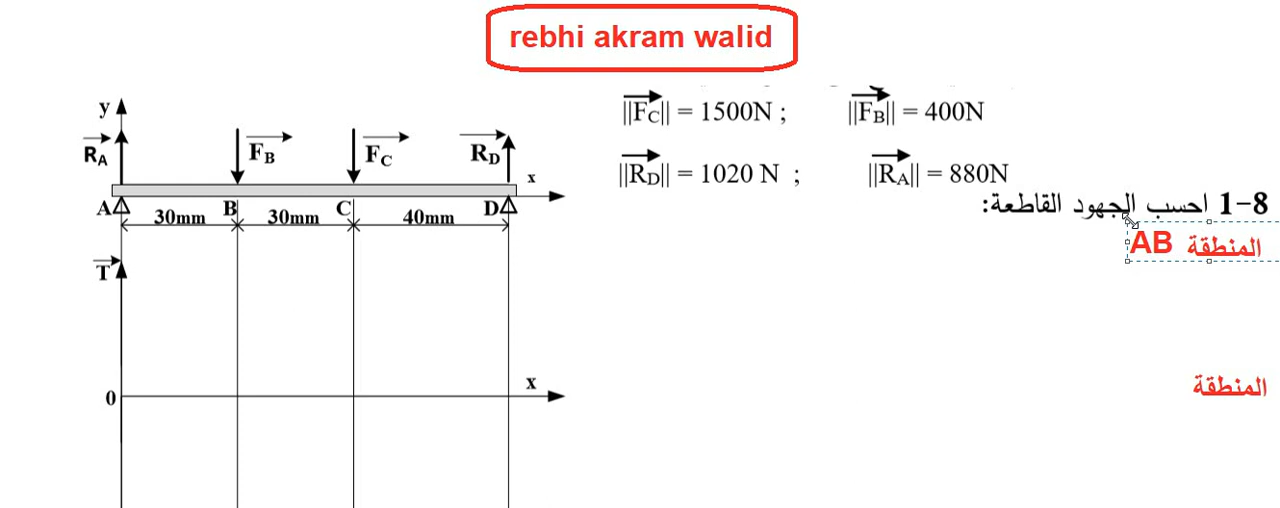 rebhi akram walid
y
R_A
F_B
F_C
R_D
x
A
B
C
D
30mm
30mm
40mm
T
0
x
||F_C|| = 1500N ; ||F_B|| = 400N
||R_D|| = 1020 N ; ||R_A|| = 880N
1-8 احسب الجهود القاطعة:
المنطقة AB
المنطقة